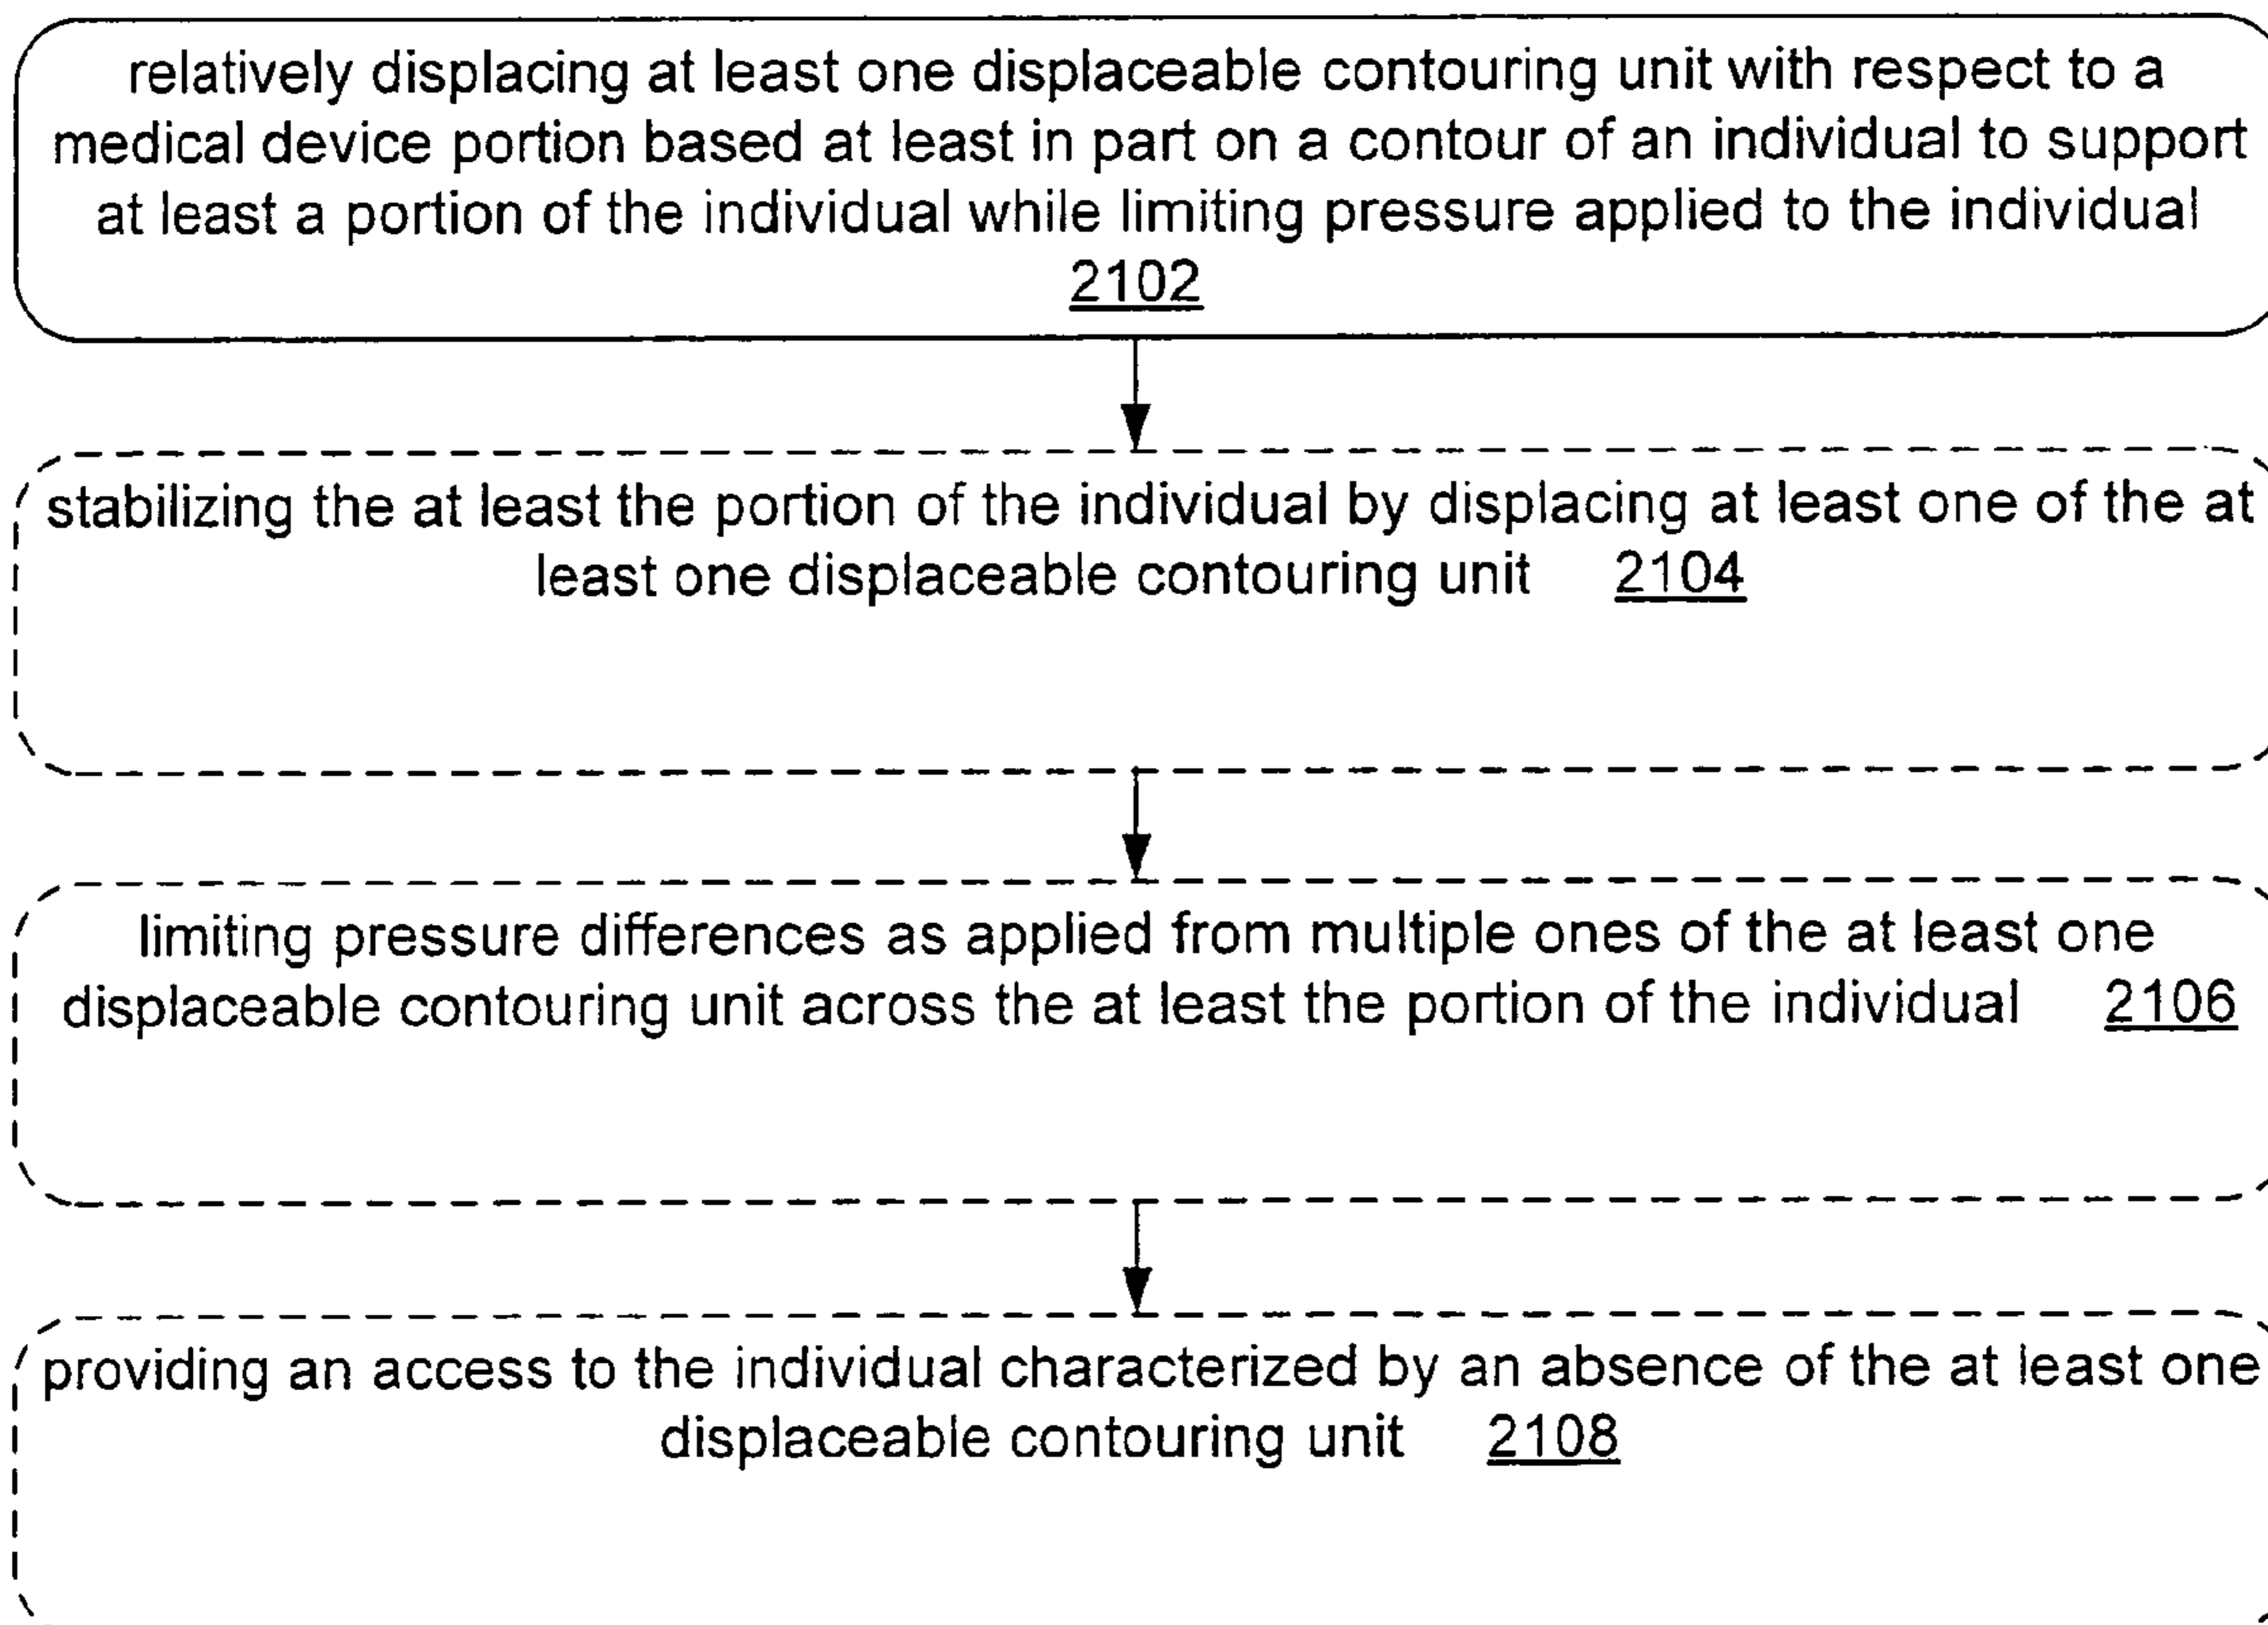 relatively displacing at least one displaceable contouring unit with respect to a
medical device portion based at least in part on a contour of an individual to support
at least a portion of the individual while limiting pressure applied to the individual
2102
stabilizing the at least the portion of the individual by displacing at least one of the at
least one displaceable contouring unit 2104
limiting pressure differences as applied from multiple ones of the at least one
displaceable contouring unit across the at least the portion of the individual 2106
providing an access to the individual characterized by an absence of the at least one
displaceable contouring unit 2108